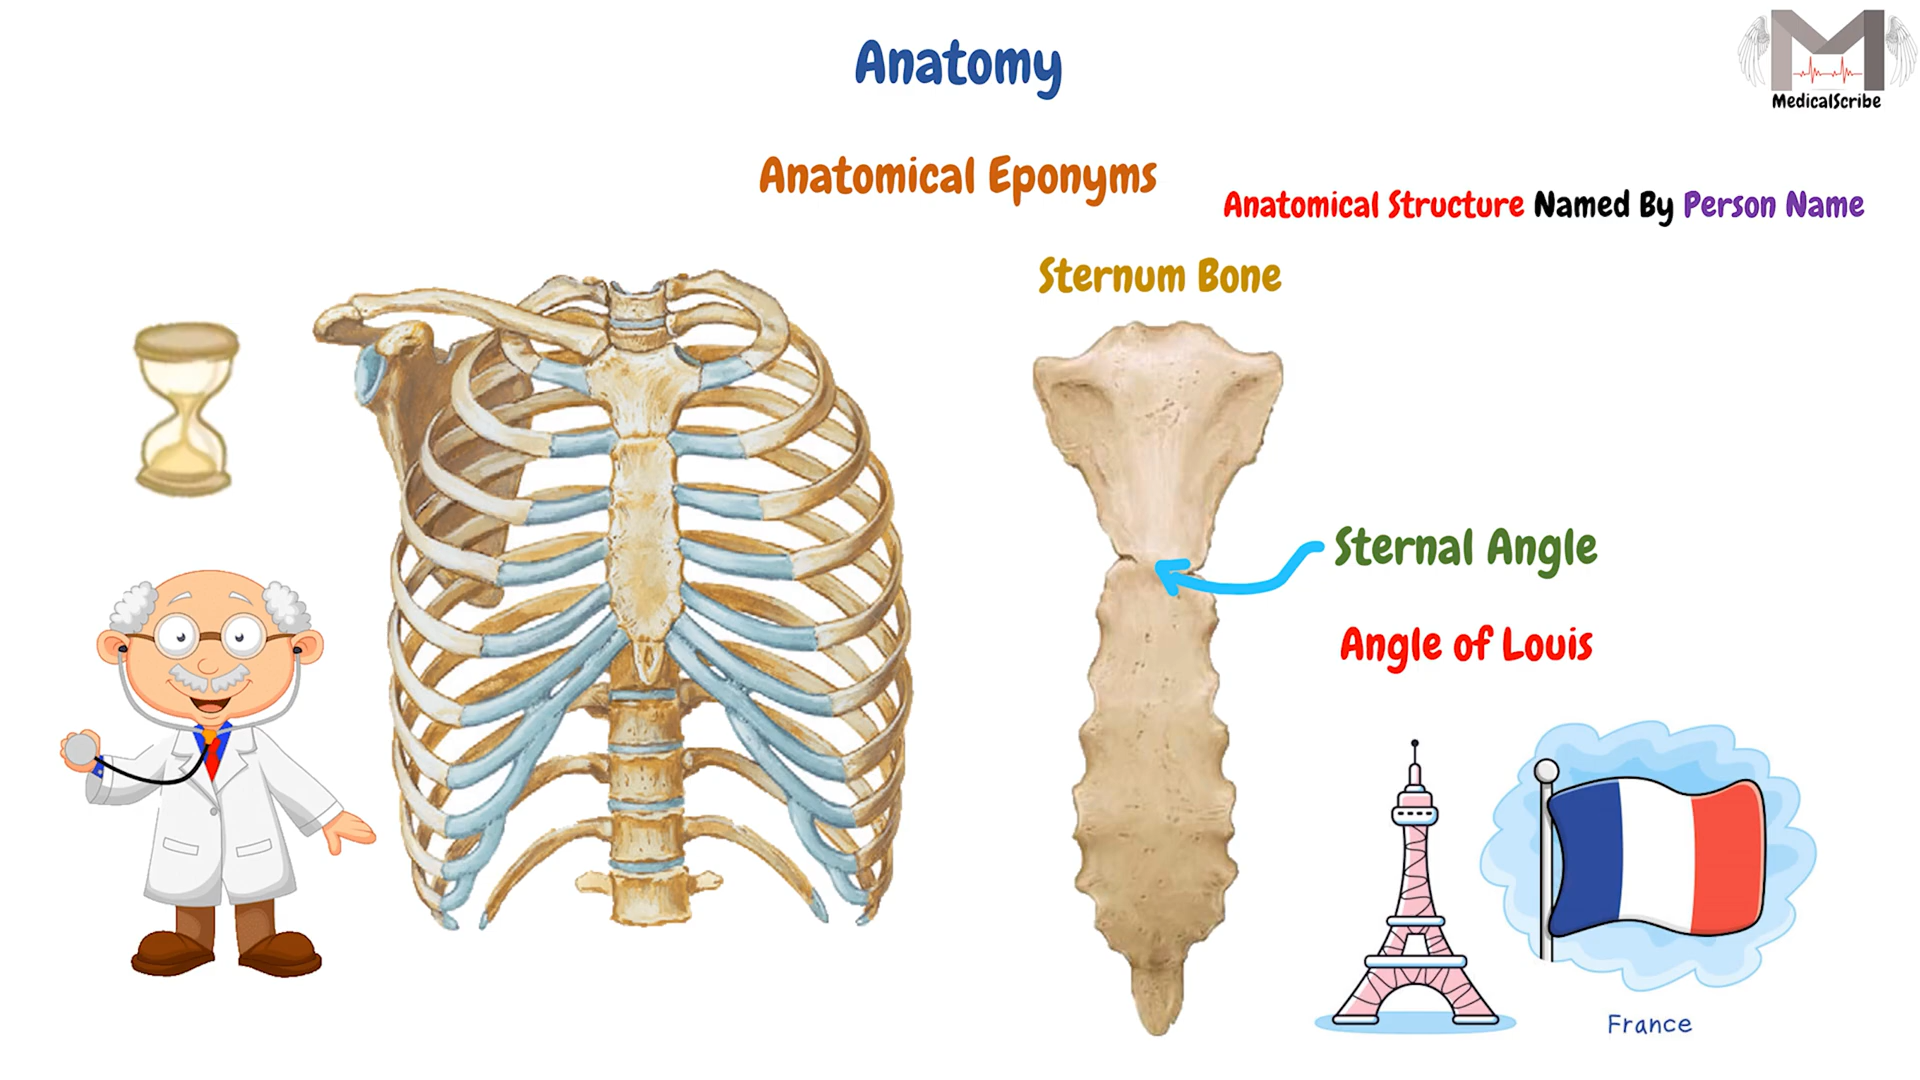 Anatomy
MedicalScribe
Anatomical Eponyms
Anatomical Structure Named By Person Name
Sternum Bone
Sternal Angle
Angle of Louis
France